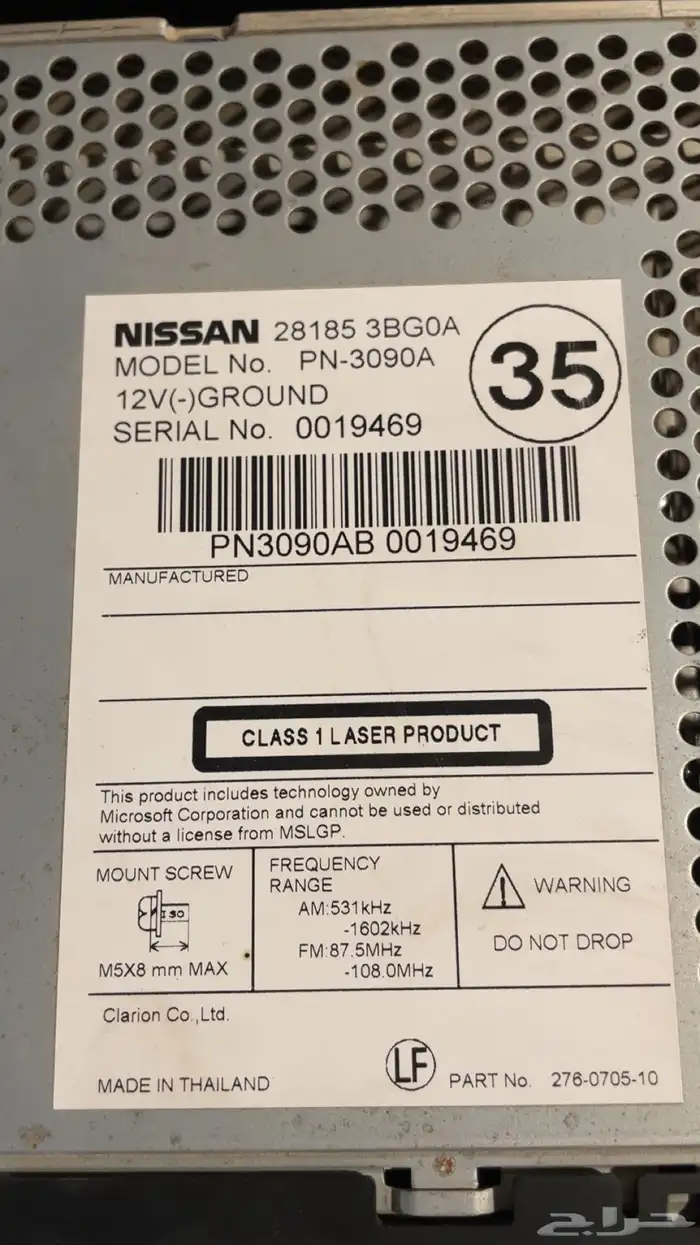 NISSAN 28185 3BG0A
MODEL No. PN-3090A
12V(-)GROUND
SERIAL No. 0019469
35
PN3090AB 0019469
MANUFACTURED
CLASS 1 LASER PRODUCT
This product includes technology owned by
Microsoft Corporation and cannot be used or distributed
without a license from MSLGP.
MOUNT SCREW
ISO
M5X8 mm MAX
FREQUENCY
RANGE
AM:531kHz
-1602kHz
FM:87.5MHz
-108.0MHz
WARNING
DO NOT DROP
Clarion Co.,Ltd.
MADE IN THAILAND
LF
PART No. 276-0705-10
حراج